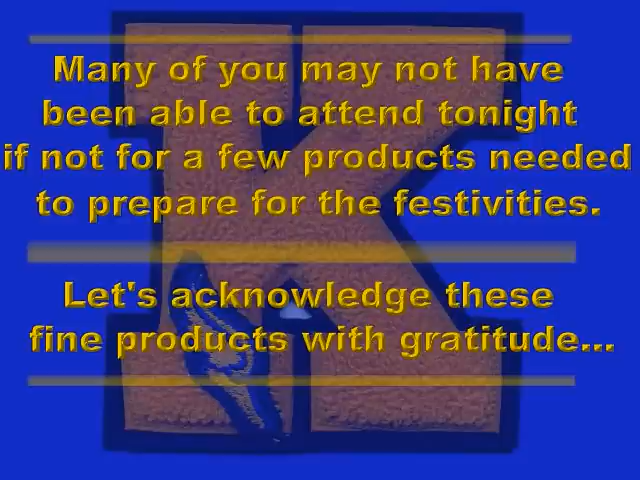 Many of you may not have
been able to attend tonight
if not for a few products needed
to prepare for the festivities.
Let's acknowledge these
fine products with gratitude...
K